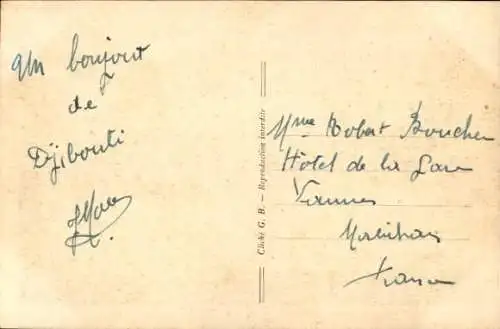 Un bonjour
de
Djibouti
Cliché G. B. — Reproduction interdite
Mme Robert Boucher
Hôtel de la Gare
Vannes
Morbihan
France